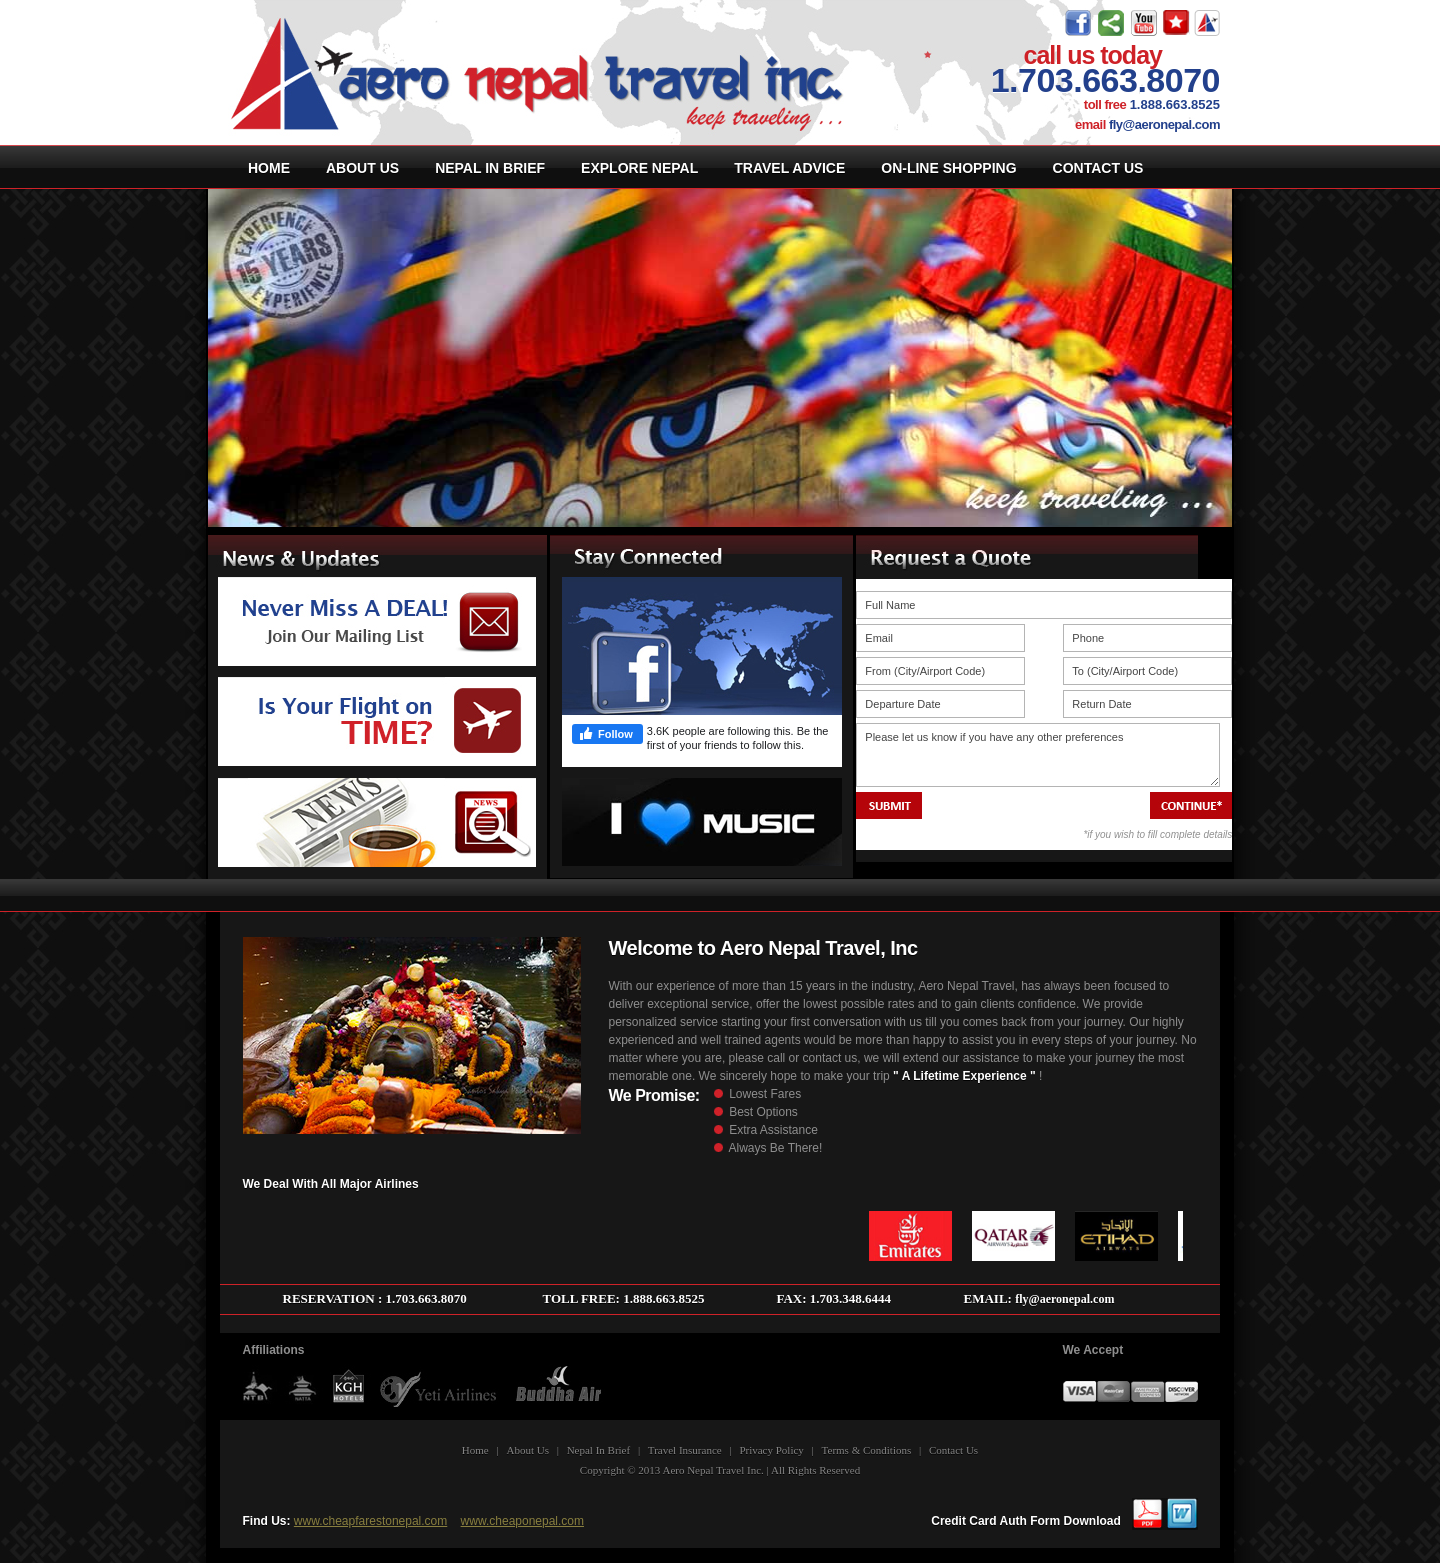 aero nepal travel inc.
keep traveling ...
You
Tube
call us today
1.703.663.8070
toll free 1.888.663.8525
email fly@aeronepal.com
HOME ABOUT US NEPAL IN BRIEF EXPLORE NEPAL TRAVEL ADVICE ON-LINE SHOPPING CONTACT US
EXPERIENCE
15 YEARS
EXPERIENCE
keep traveling ...
News & Updates
Never Miss A DEAL!
Join Our Mailing List
Is Your Flight on
TIME?
NEWS
NEWS
Stay Connected
f
Follow
3.6K people are following this. Be the
first of your friends to follow this.
I MUSIC
Request a Quote
Full Name
Email Phone
From (City/Airport Code) To (City/Airport Code)
Departure Date Return Date
Please let us know if you have any other preferences
SUBMIT CONTINUE*
*if you wish to fill complete details
Welcome to Aero Nepal Travel, Inc
With our experience of more than 15 years in the industry, Aero Nepal Travel, has always been focused to
deliver exceptional service, offer the lowest possible rates and to gain clients confidence. We provide
personalized service starting your first conversation with us till you comes back from your journey. Our highly
experienced and well trained agents would be more than happy to assist you in every steps of your journey. No
matter where you are, please call or contact us, we will extend our assistance to make your journey the most
memorable one. We sincerely hope to make your trip " A Lifetime Experience " !
We Promise:
Lowest Fares
Best Options
Extra Assistance
Always Be There!
We Deal With All Major Airlines
Emirates
QATAR
AIRWAYS القطرية
الإتحاد
ETIHAD
AIRWAYS
RESERVATION : 1.703.663.8070 TOLL FREE: 1.888.663.8525 FAX: 1.703.348.6444 EMAIL: fly@aeronepal.com
Affiliations
We Accept
NTB
NATTA
KGH
HOTELS
Yeti Airlines
Buddha Air
VISA
MasterCard
AMERICAN EXPRESS
DISCOVER
Home | About Us | Nepal In Brief | Travel Insurance | Privacy Policy | Terms & Conditions | Contact Us
Copyright © 2013 Aero Nepal Travel Inc. | All Rights Reserved
Find Us: www.cheapfarestonepal.com www.cheaponepal.com
Credit Card Auth Form Download
PDF
W